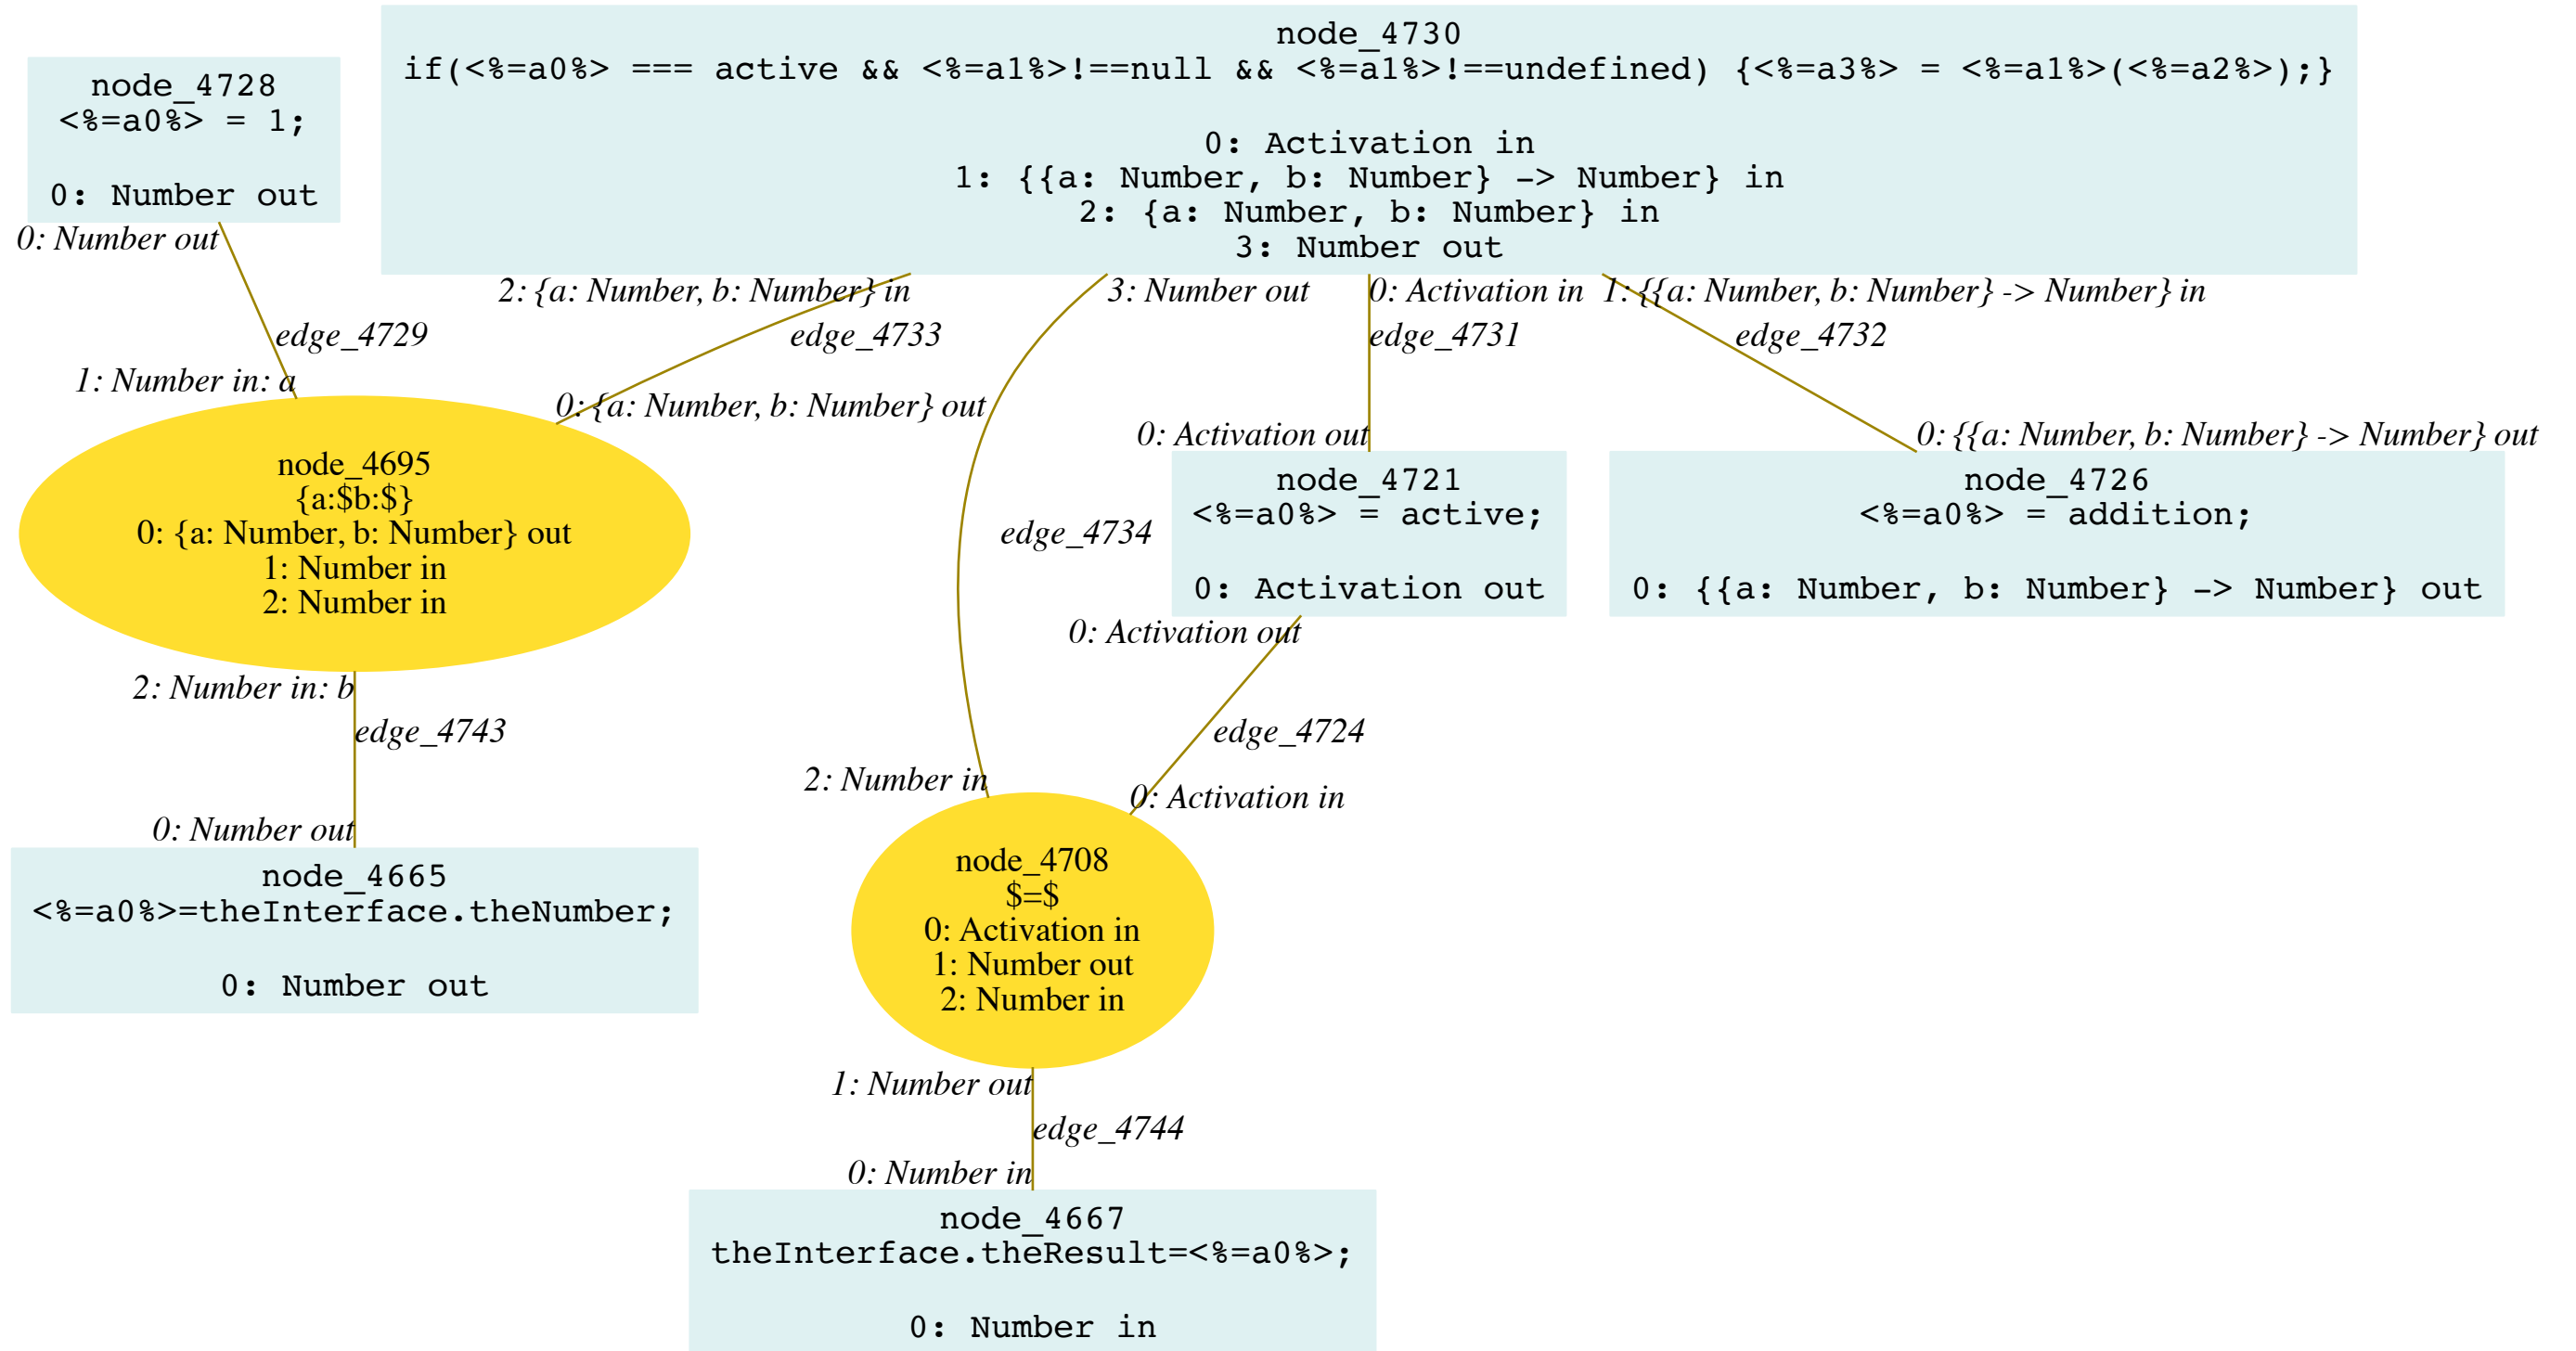 node_4730
if(<%=a0%> === active && <%=a1%>!==null && <%=a1%>!==undefined) {<%=a3%> = <%=a1%>(<%=a2%>);}
0: Activation in
1: {{a: Number, b: Number} -> Number} in
2: {a: Number, b: Number} in
3: Number out
node_4728
<%=a0%> = 1;
0: Number out
0: Number out
2: {a: Number, b: Number} in
3: Number out
0: Activation in
1: {{a: Number, b: Number} -> Number} in
edge_4729
edge_4733
edge_4731
edge_4732
1: Number in: a
0: {a: Number, b: Number} out
0: Activation out
0: {{a: Number, b: Number} -> Number} out
node_4695
{a:$b:$}
0: {a: Number, b: Number} out
1: Number in
2: Number in
edge_4734
node_4721
<%=a0%> = active;
0: Activation out
node_4726
<%=a0%> = addition;
0: {{a: Number, b: Number} -> Number} out
0: Activation out
2: Number in: b
edge_4743
edge_4724
2: Number in
0: Activation in
0: Number out
node_4665
<%=a0%>=theInterface.theNumber;
0: Number out
node_4708
$=$
0: Activation in
1: Number out
2: Number in
1: Number out
edge_4744
0: Number in
node_4667
theInterface.theResult=<%=a0%>;
0: Number in